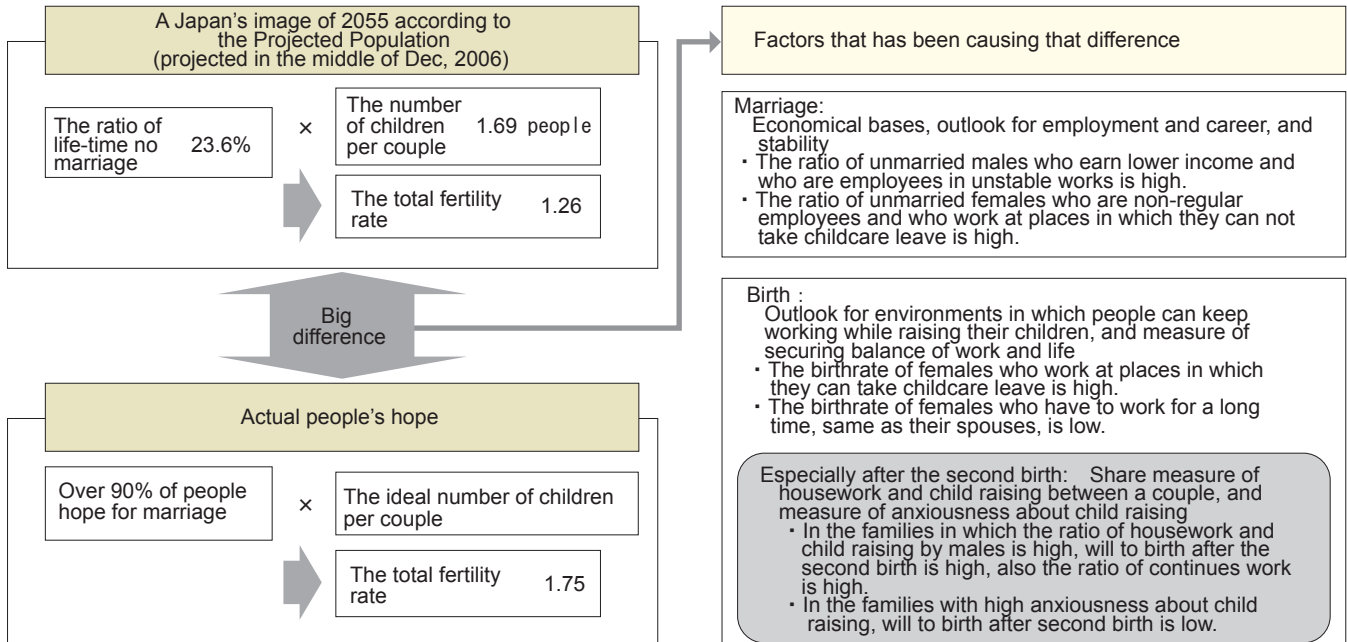 A Japan's image of 2055 according to
the Projected Population
(projected in the middle of Dec, 2006)
The ratio of
life-time no
marriage
23.6%
×
The number
of children
per couple
1.69 people
The total fertility
rate
1.26
Big
difference
Actual people's hope
Over 90% of people
hope for marriage
×
The ideal number of children
per couple
The total fertility
rate
1.75
Factors that has been causing that difference
Marriage:
Economical bases, outlook for employment and career, and
stability
・The ratio of unmarried males who earn lower income and
who are employees in unstable works is high.
・The ratio of unmarried females who are non-regular
employees and who work at places in which they can not
take childcare leave is high.
Birth：
Outlook for environments in which people can keep
working while raising their children, and measure of
securing balance of work and life
・The birthrate of females who work at places in which
they can take childcare leave is high.
・The birthrate of females who have to work for a long
time, same as their spouses, is low.
Especially after the second birth: Share measure of
housework and child raising between a couple, and
measure of anxiousness about child raising
・In the families in which the ratio of housework and
child raising by males is high, will to birth after the
second birth is high, also the ratio of continues work
is high.
・In the families with high anxiousness about child
raising, will to birth after second birth is low.